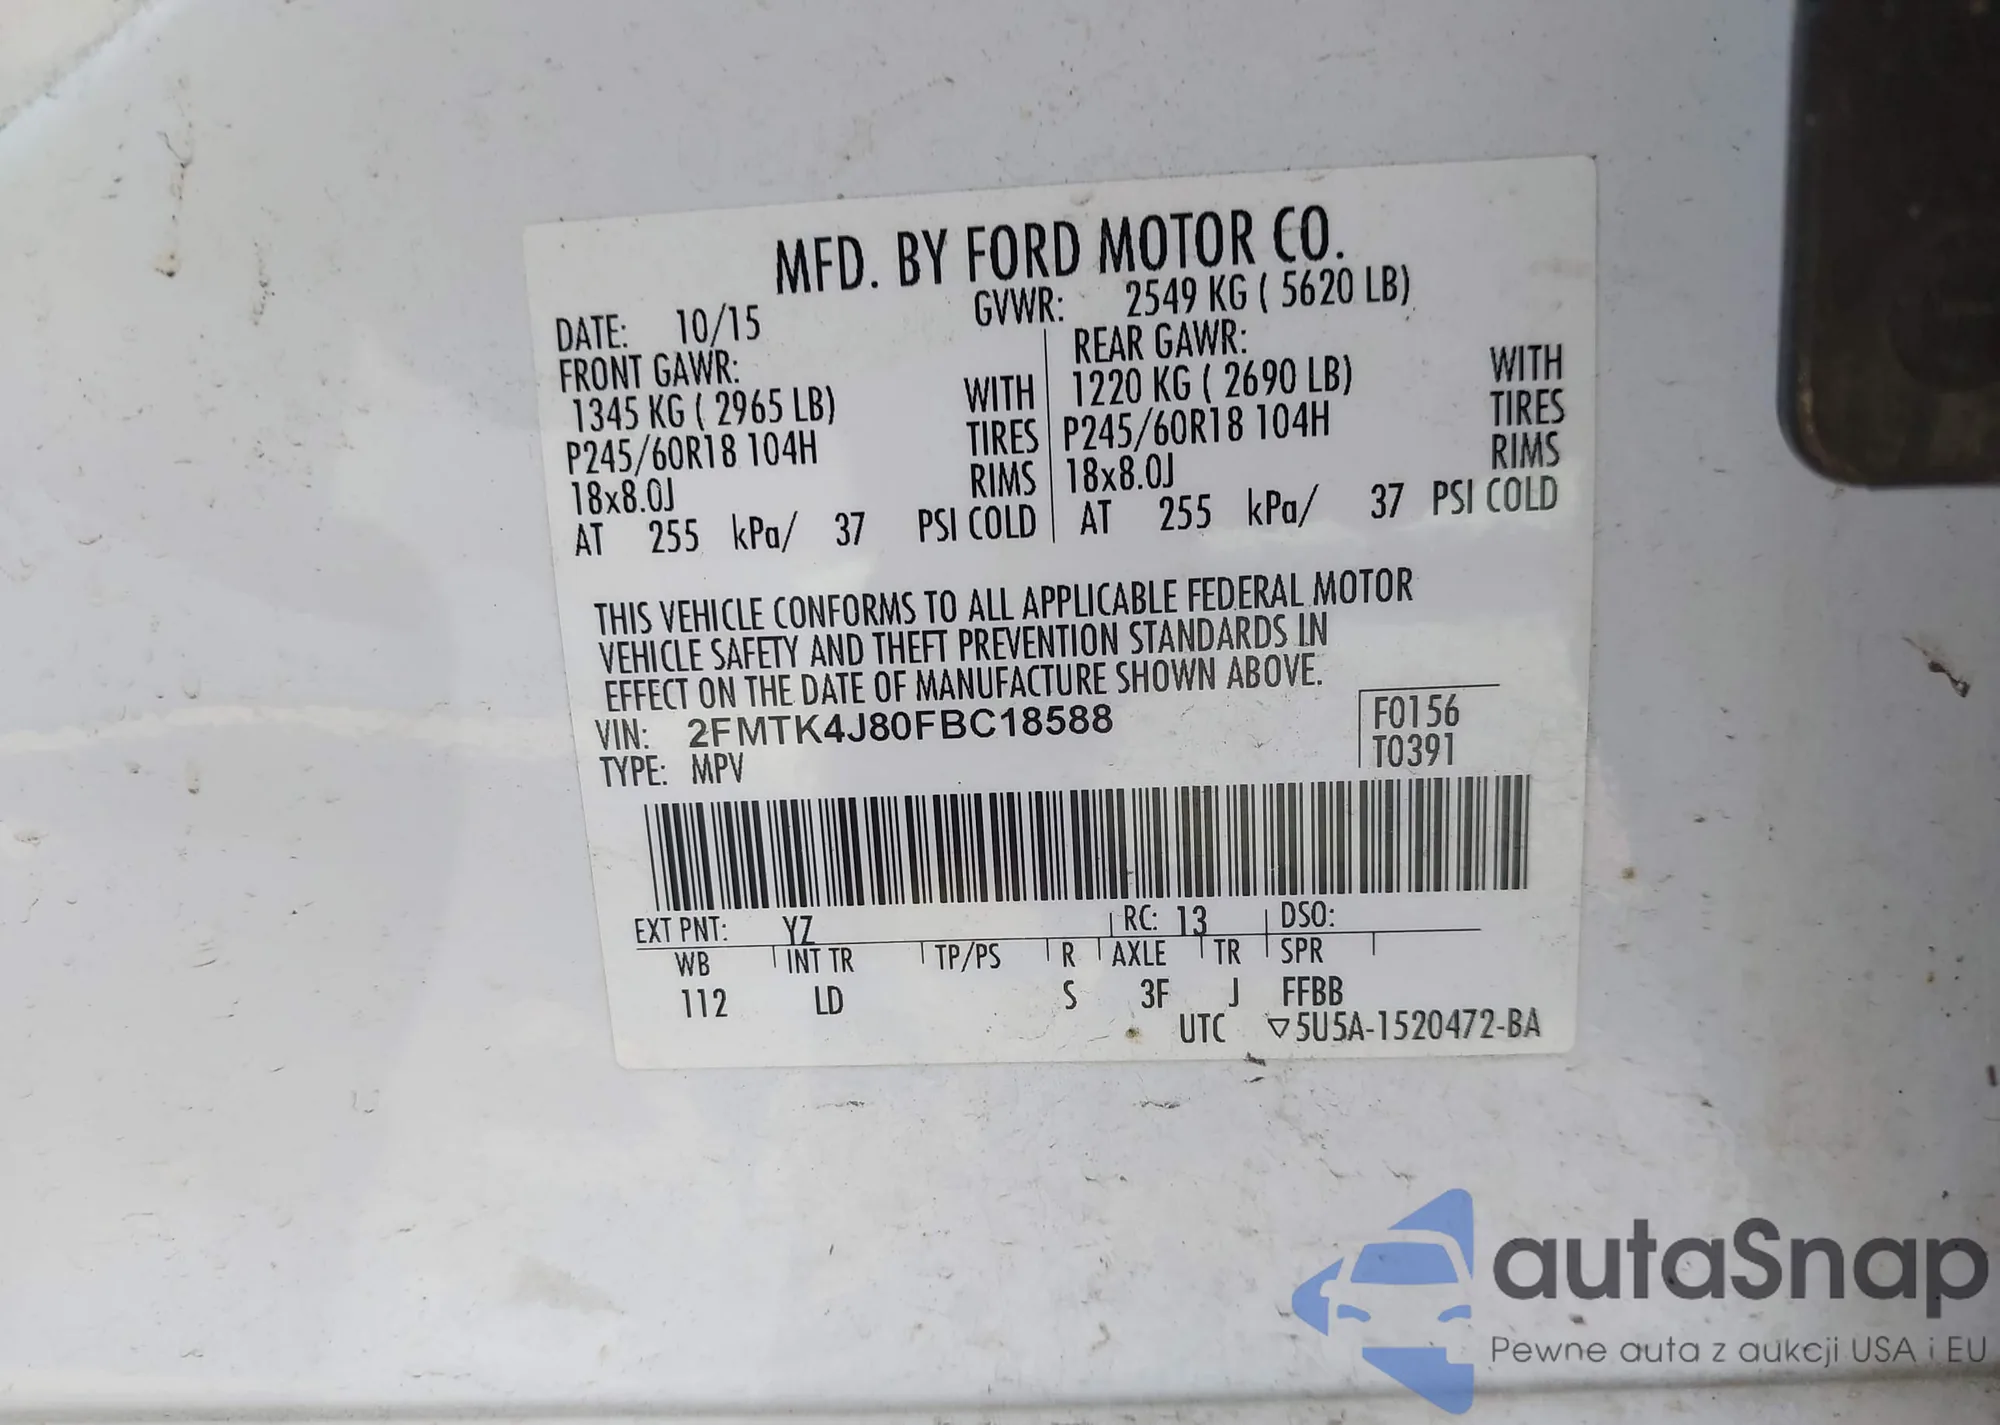 MFD. BY FORD MOTOR CO.
DATE: 10/15 GVWR: 2549 KG ( 5620 LB)
FRONT GAWR: REAR GAWR:
1345 KG ( 2965 LB) WITH 1220 KG ( 2690 LB) WITH
P245/60R18 104H TIRES P245/60R18 104H TIRES
18x8.0J RIMS 18x8.0J RIMS
AT 255 kPa/ 37 PSI COLD AT 255 kPa/ 37 PSI COLD
THIS VEHICLE CONFORMS TO ALL APPLICABLE FEDERAL MOTOR
VEHICLE SAFETY AND THEFT PREVENTION STANDARDS IN
EFFECT ON THE DATE OF MANUFACTURE SHOWN ABOVE.
VIN: 2FMTK4J80FBC18588 F0156
TYPE: MPV T0391
EXT PNT: YZ RC: 13 DSO:
WB INT TR TP/PS R AXLE TR SPR
112 LD S 3F J FFBB
UTC ▽5U5A-1520472-BA
autaSnap
Pewne auta z aukcji USA i EU